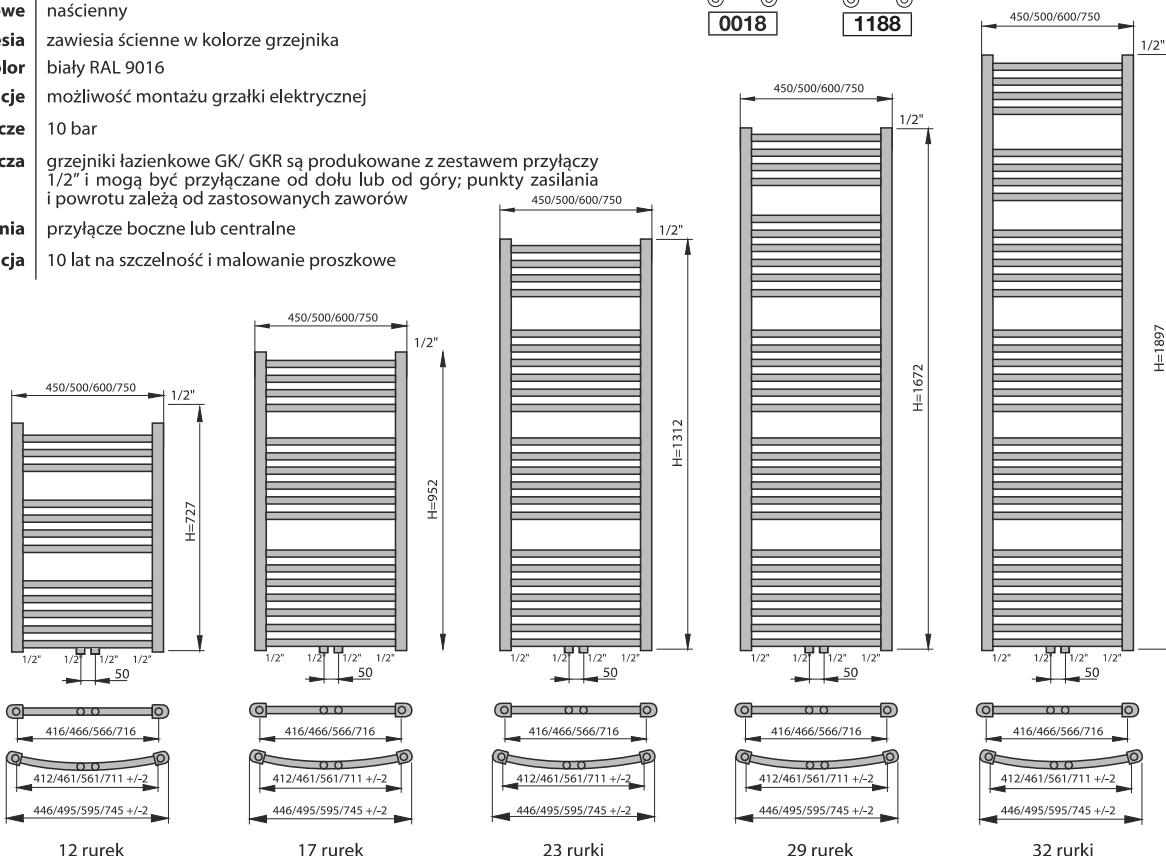 owe naścienny
esia zawiesia ścienne w kolorze grzejnika
olor biały RAL 9016
cje możliwość montażu grzałki elektrycznej
cze 10 bar
cza grzejniki łazienkowe GK/ GKR są produkowane z zestawem przyłączy
1/2" i mogą być przyłączane od dołu lub od góry; punkty zasilania
i powrotu zależą od zastosowanych zaworów
nia przyłącze boczne lub centralne
cja 10 lat na szczelność i malowanie proszkowe
0018 1188
450/500/600/750
1/2"
H=727
1/2" 1/2" 1/2" 1/2"
50
416/466/566/716
412/461/561/711 +/-2
446/495/595/745 +/-2
12 rurek
450/500/600/750
1/2"
H=952
1/2" 1/2" 1/2" 1/2"
50
416/466/566/716
412/461/561/711 +/-2
446/495/595/745 +/-2
17 rurek
450/500/600/750
1/2"
H=1312
1/2" 1/2" 1/2" 1/2"
50
416/466/566/716
412/461/561/711 +/-2
446/495/595/745 +/-2
23 rurki
450/500/600/750
1/2"
H=1672
1/2" 1/2" 1/2" 1/2"
50
416/466/566/716
412/461/561/711 +/-2
446/495/595/745 +/-2
29 rurek
450/500/600/750
1/2"
H=1897
1/2" 1/2" 1/2" 1/2"
50
416/466/566/716
412/461/561/711 +/-2
446/495/595/745 +/-2
32 rurki